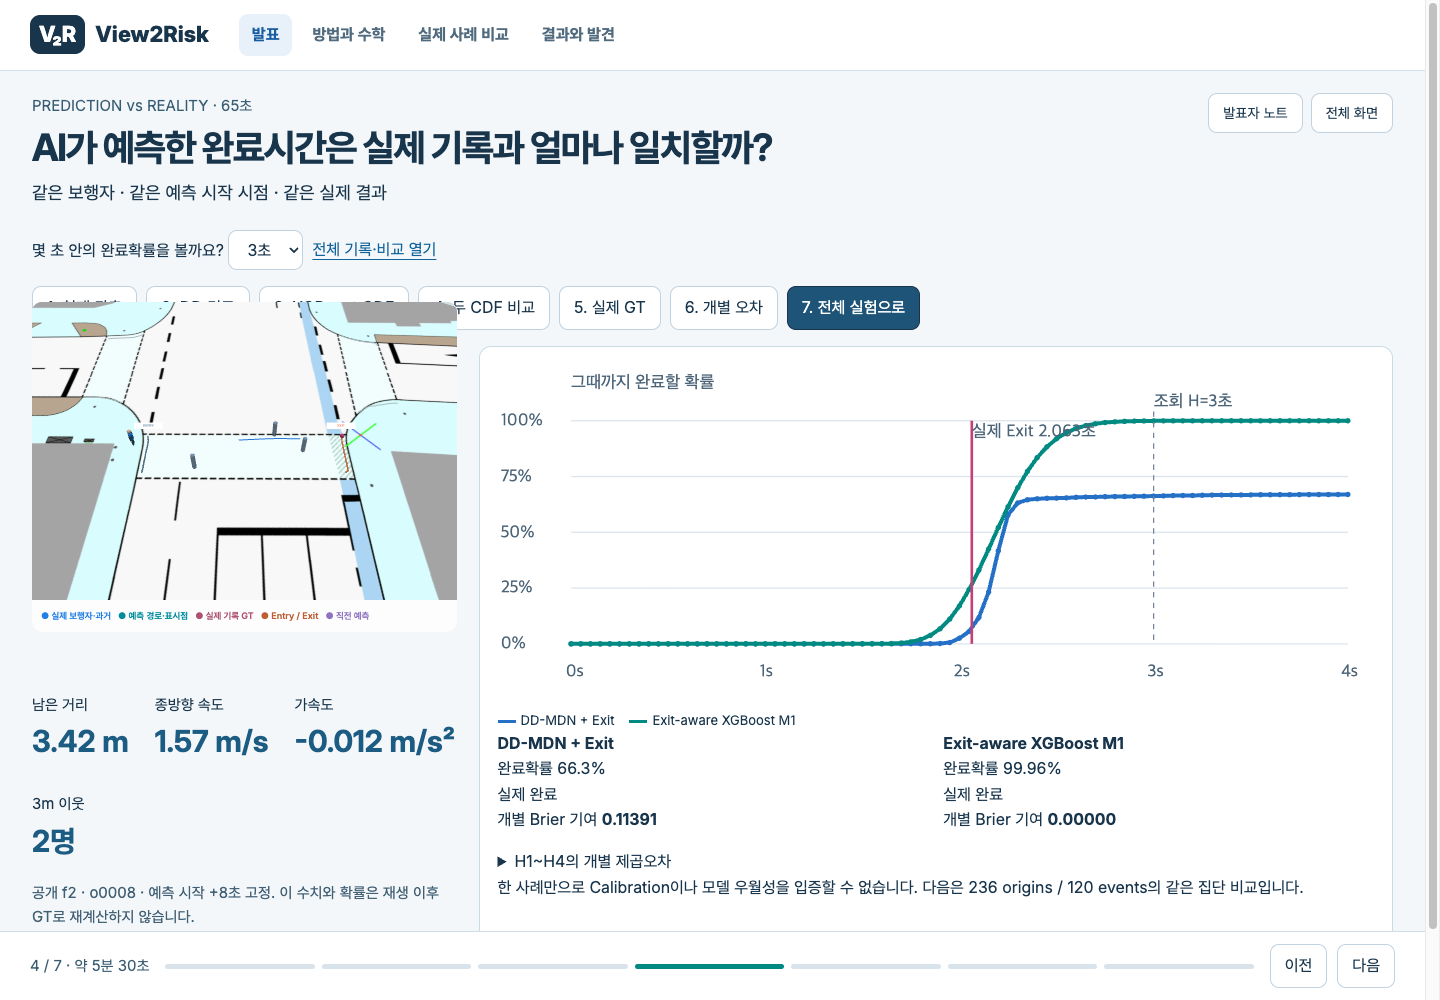 V2R View2Risk 발표 방법과 수학 실제 사례 비교 결과와 발견
PREDICTION vs REALITY · 65초
발표자 노트 전체 화면
AI가 예측한 완료시간은 실제 기록과 얼마나 일치할까?
같은 보행자 · 같은 예측 시작 시점 · 같은 실제 결과
몇 초 안의 완료확률을 볼까요? 3초 전체 기록·비교 열기
두 CDF 비교 5. 실제 GT 6. 개별 오차 7. 전체 실험으로
그때까지 완료할 확률
조회 H=3초
실제 Exit 2.063초
100%
75%
50%
25%
0%
0s 1s 2s 3s 4s
실제 보행자·과거 예측 경로·표시점 실제 기록 GT Entry / Exit 직전 예측
남은 거리 종방향 속도 가속도
3.42 m 1.57 m/s -0.012 m/s²
3m 이웃
2명
공개 f2 · o0008 · 예측 시작 +8초 고정. 이 수치와 확률은 재생 이후
GT로 재계산하지 않습니다.
DD-MDN + Exit Exit-aware XGBoost M1
DD-MDN + Exit
완료확률 66.3%
실제 완료
개별 Brier 기여 0.11391
Exit-aware XGBoost M1
완료확률 99.96%
실제 완료
개별 Brier 기여 0.00000
▶ H1~H4의 개별 제곱오차
한 사례만으로 Calibration이나 모델 우월성을 입증할 수 없습니다. 다음은 236 origins / 120 events의 같은 집단 비교입니다.
4 / 7 · 약 5분 30초 이전 다음